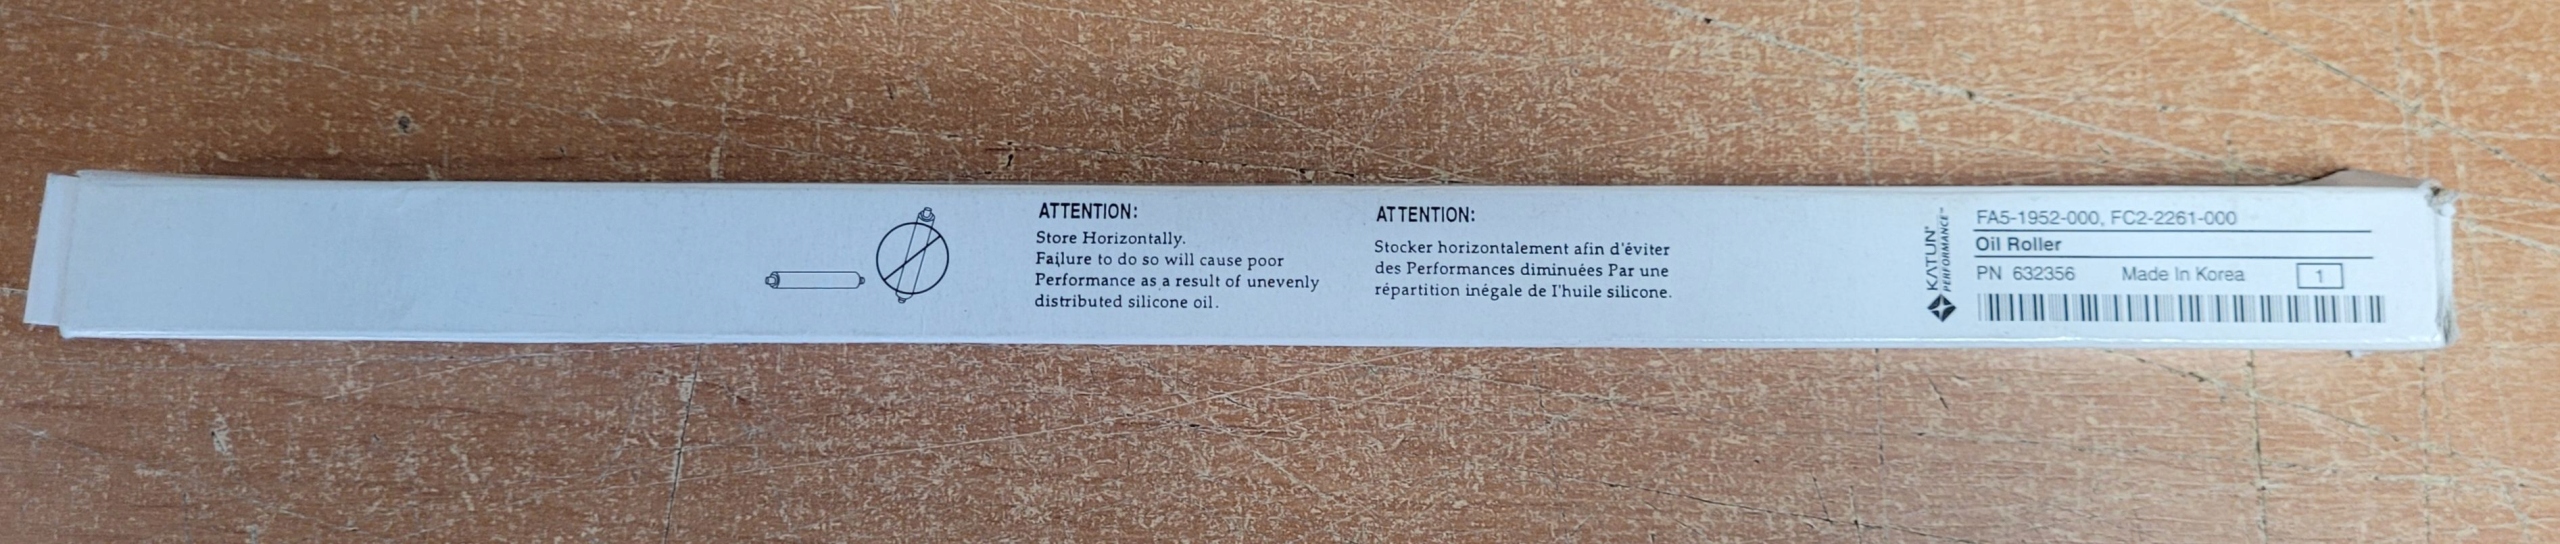 ATTENTION:
Store Horizontally.
Failure to do so will cause poor
Performance as a result of unevenly
distributed silicone oil.
ATTENTION:
Stocker horizontalement afin d'éviter
des Performances diminuées Par une
répartition inégale de I'huile silicone.
KATUN®
PERFORMANCE™
FA5-1952-000, FC2-2261-000
Oil Roller
PN 632356 Made In Korea 1